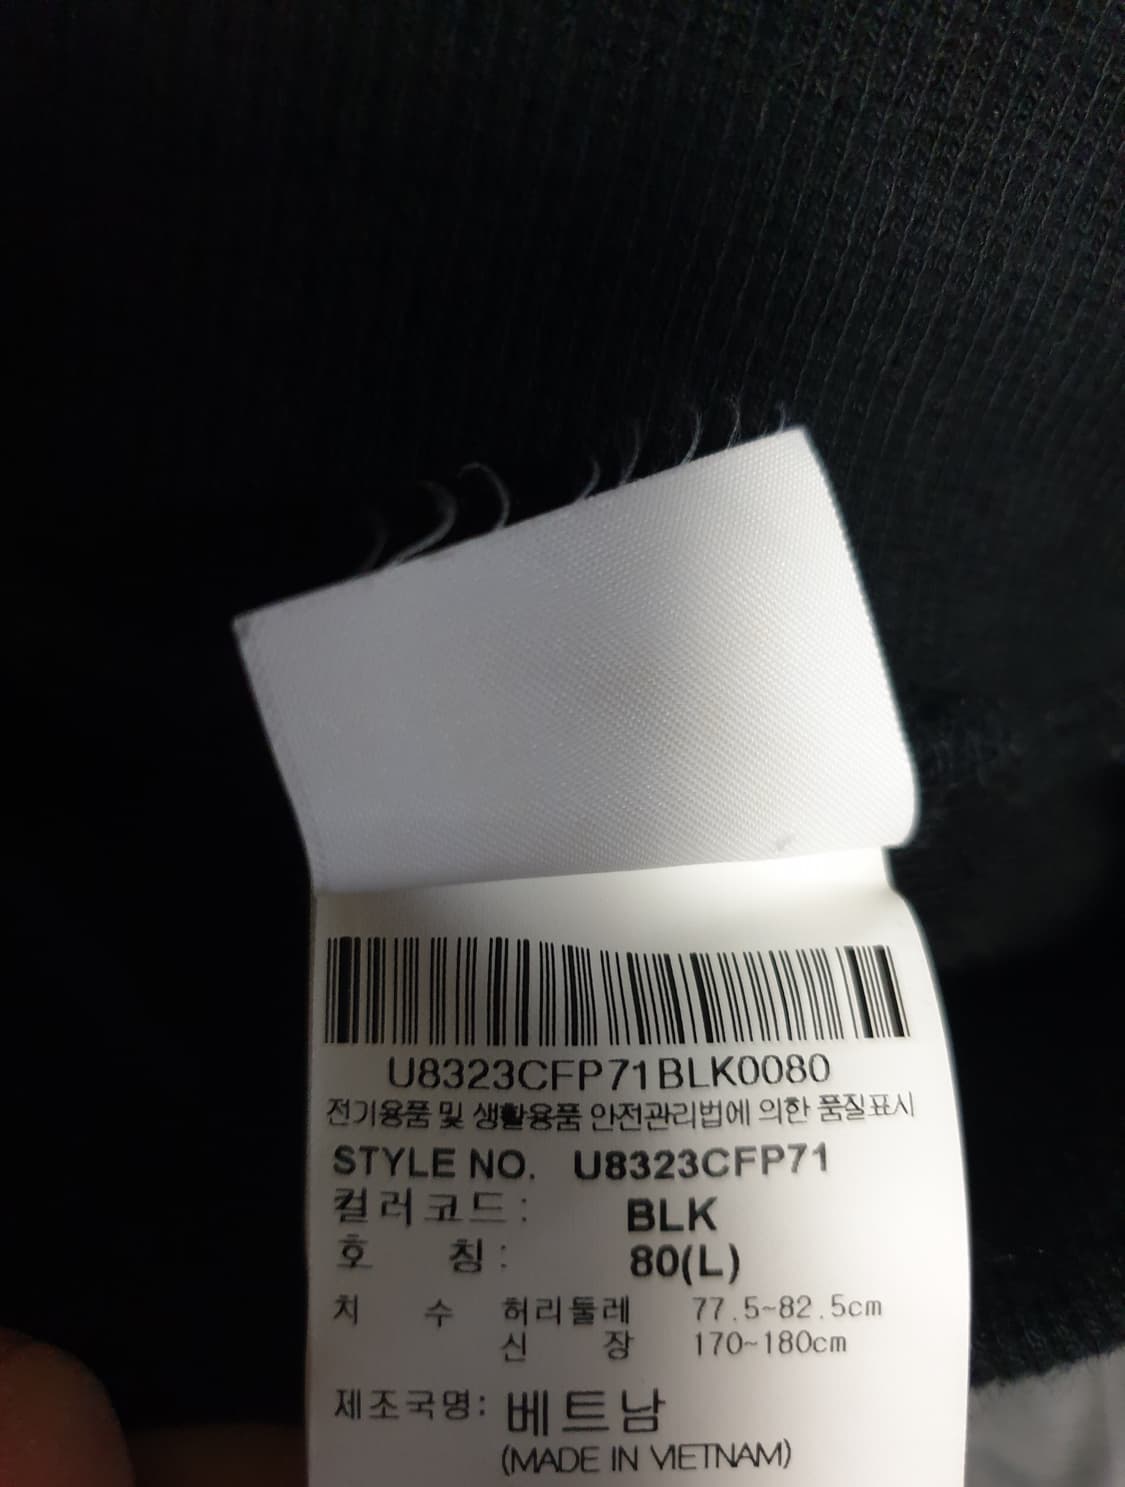 U8323CFP71BLK0080
전기용품 및 생활용품 안전관리법에 의한 품질표시
STYLE NO. U8323CFP71
컬러코드: BLK
호 칭: 80(L)
치 수 허리둘레 77.5~82.5cm
신 장 170~180cm
제조국명: 베트남
(MADE IN VIETNAM)